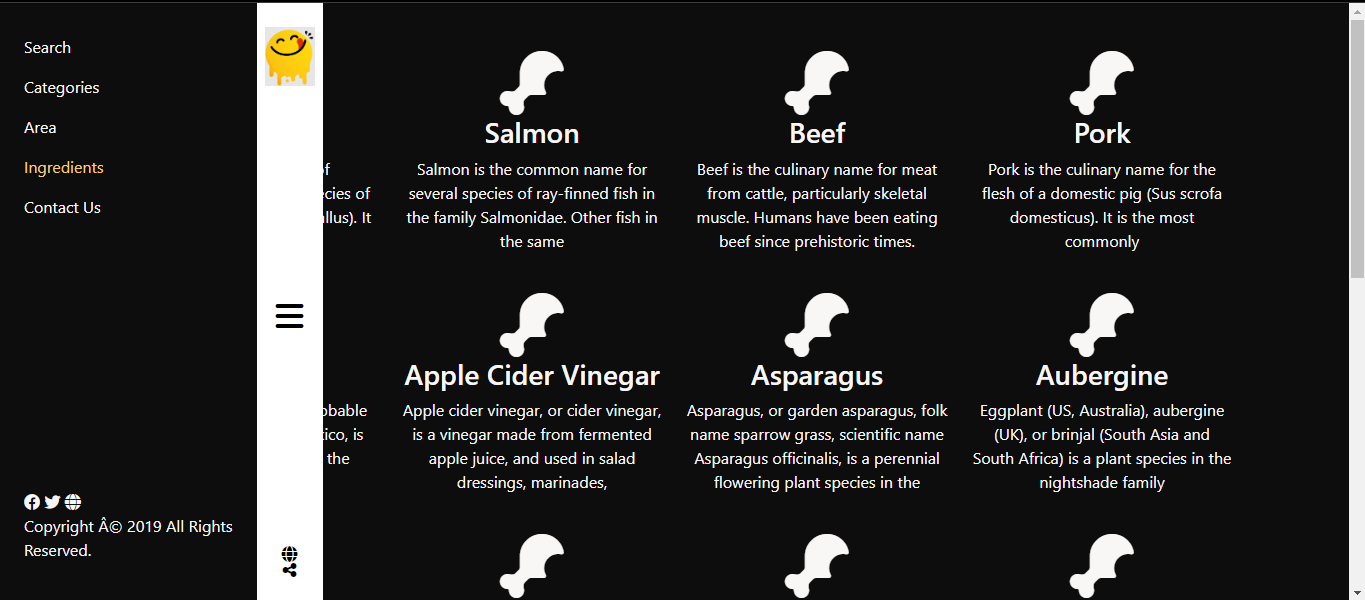 Search
Categories
Area
Ingredients
Contact Us
Copyright Â© 2019 All Rights
Reserved.
of
llus). It
Salmon
Salmon is the common name for
several species of ray-finned fish in
the family Salmonidae. Other fish in
the same
Beef
Beef is the culinary name for meat
from cattle, particularly skeletal
muscle. Humans have been eating
beef since prehistoric times.
Pork
Pork is the culinary name for the
flesh of a domestic pig (Sus scrofa
domesticus). It is the most
commonly
the
Apple Cider Vinegar
Apple cider vinegar, or cider vinegar,
is a vinegar made from fermented
apple juice, and used in salad
dressings, marinades,
Asparagus
Asparagus, or garden asparagus, folk
name sparrow grass, scientific name
Asparagus officinalis, is a perennial
flowering plant species in the
Aubergine
Eggplant (US, Australia), aubergine
(UK), or brinjal (South Asia and
South Africa) is a plant species in the
nightshade family